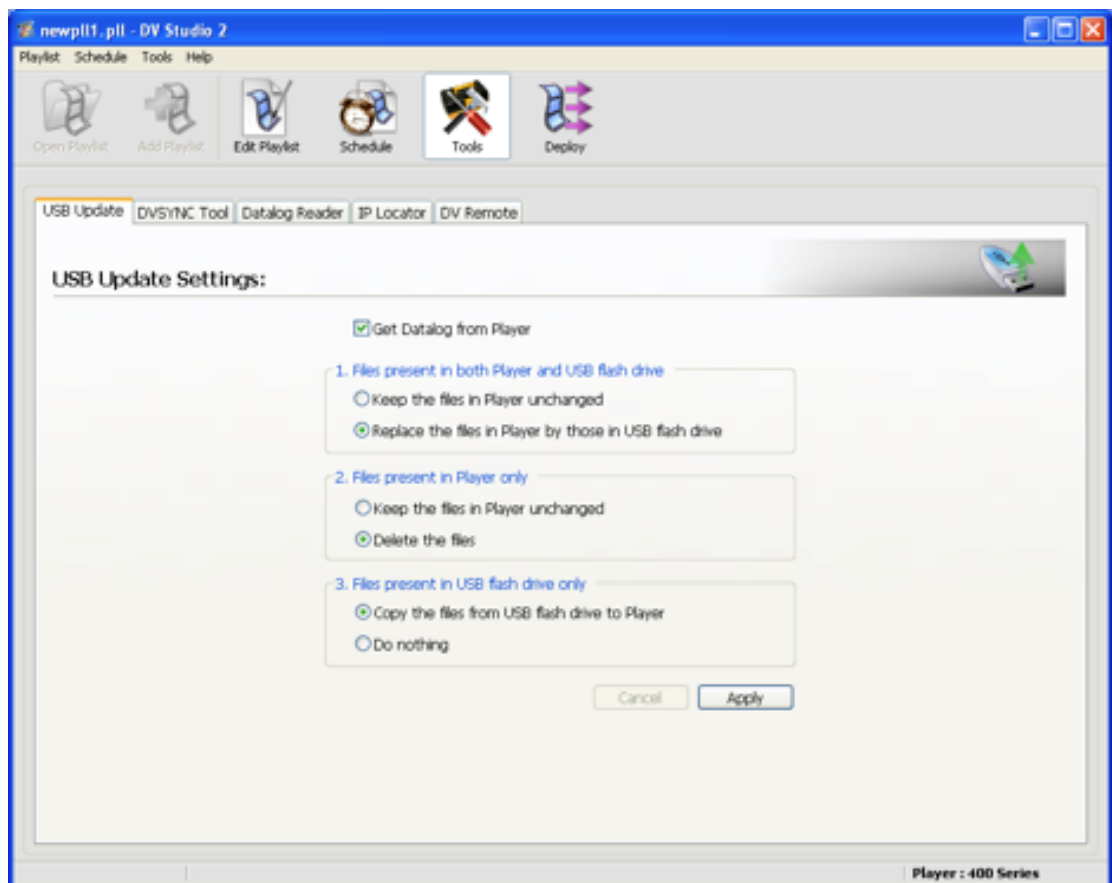 newpll1.pll - DV Studio 2
Playlist Schedule Tools Help
Open Playlist Add Playlist Edit Playlist Schedule Tools Deploy
USB Update DVSYNC Tool Datalog Reader IP Locator DV Remote
USB Update Settings:
Get Datalog from Player
1. Files present in both Player and USB flash drive
Keep the files in Player unchanged
Replace the files in Player by those in USB flash drive
2. Files present in Player only
Keep the files in Player unchanged
Delete the files
3. Files present in USB flash drive only
Copy the files from USB flash drive to Player
Do nothing
Cancel Apply
Player : 400 Series